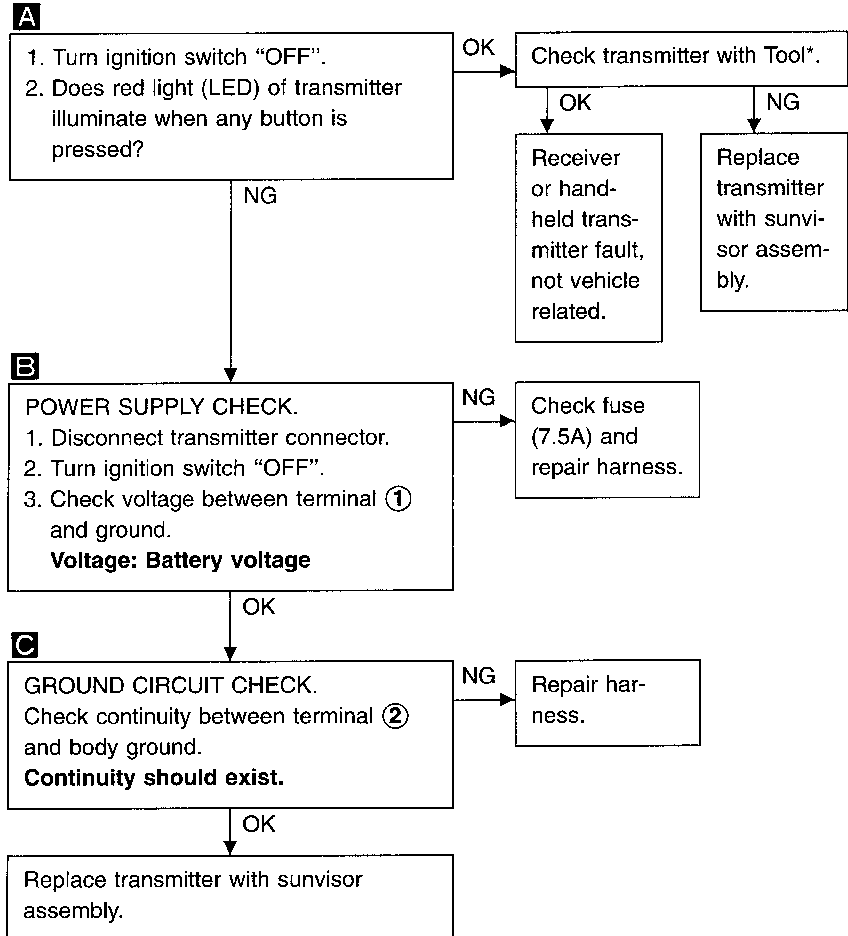 A
1. Turn ignition switch “OFF”.
2. Does red light (LED) of transmitter
illuminate when any button is
pressed?
OK
Check transmitter with Tool*.
OK
NG
Receiver
or hand-
held trans-
mitter fault,
not vehicle
related.
Replace
transmitter
with sunvi-
sor assem-
bly.
NG
B
POWER SUPPLY CHECK.
1. Disconnect transmitter connector.
2. Turn ignition switch “OFF”.
3. Check voltage between terminal ①
and ground.
Voltage: Battery voltage
NG
Check fuse
(7.5A) and
repair harness.
OK
C
GROUND CIRCUIT CHECK.
Check continuity between terminal ②
and body ground.
Continuity should exist.
NG
Repair har-
ness.
OK
Replace transmitter with sunvisor
assembly.